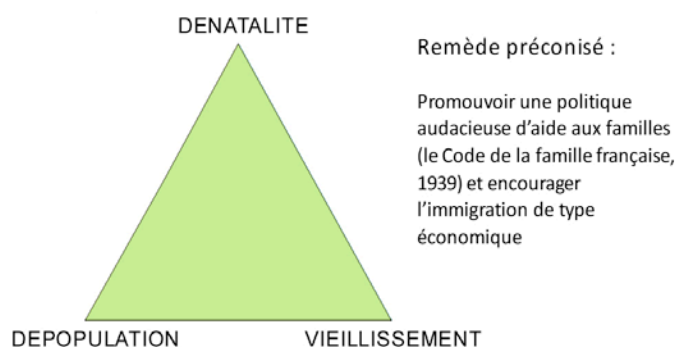 DENATALITE
Remède préconisé :
Promouvoir une politique
audacieuse d’aide aux familles
(le Code de la famille française,
1939) et encourager
l’immigration de type
économique
DEPOPULATION
VIEILLISSEMENT